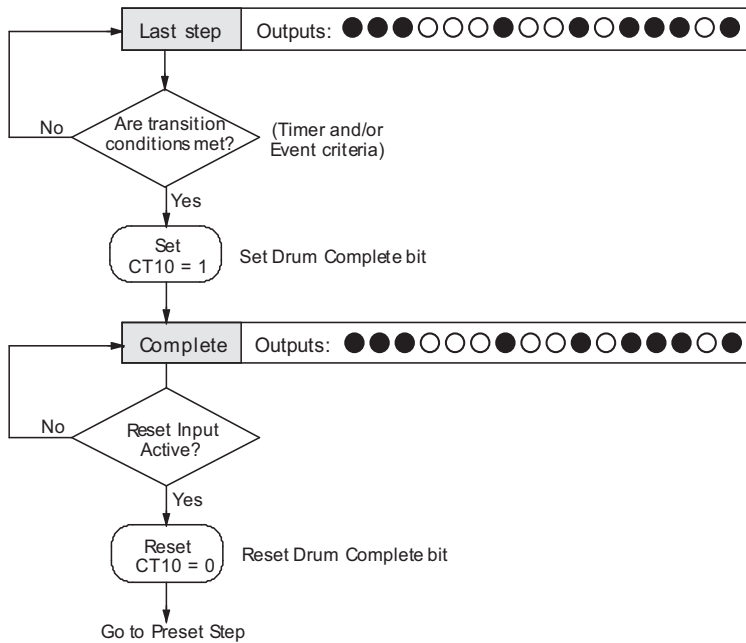 Last step
Outputs:
Are transition
conditions met?
(Timer and/or
Event criteria)
No
Yes
Set
CT10 = 1
Set Drum Complete bit
Complete
Outputs:
No
Reset Input
Active?
Yes
Reset
CT10 = 0
Reset Drum Complete bit
Go to Preset Step